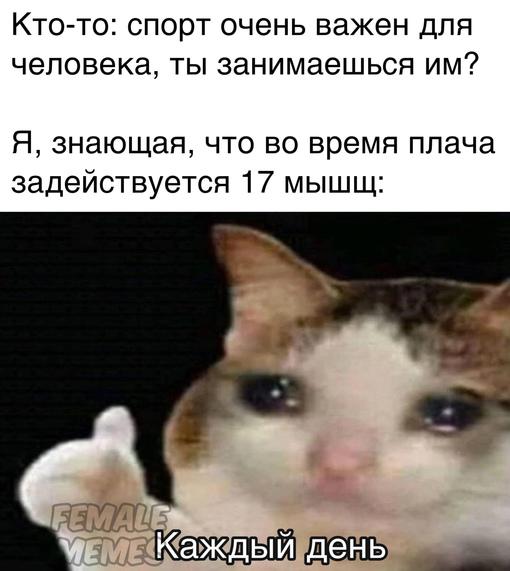 Кто-то: спорт очень важен для
человека, ты занимаешься им?
Я, знающая, что во время плача
задействуется 17 мышщ:
FEMALE
MEMES
Каждый день